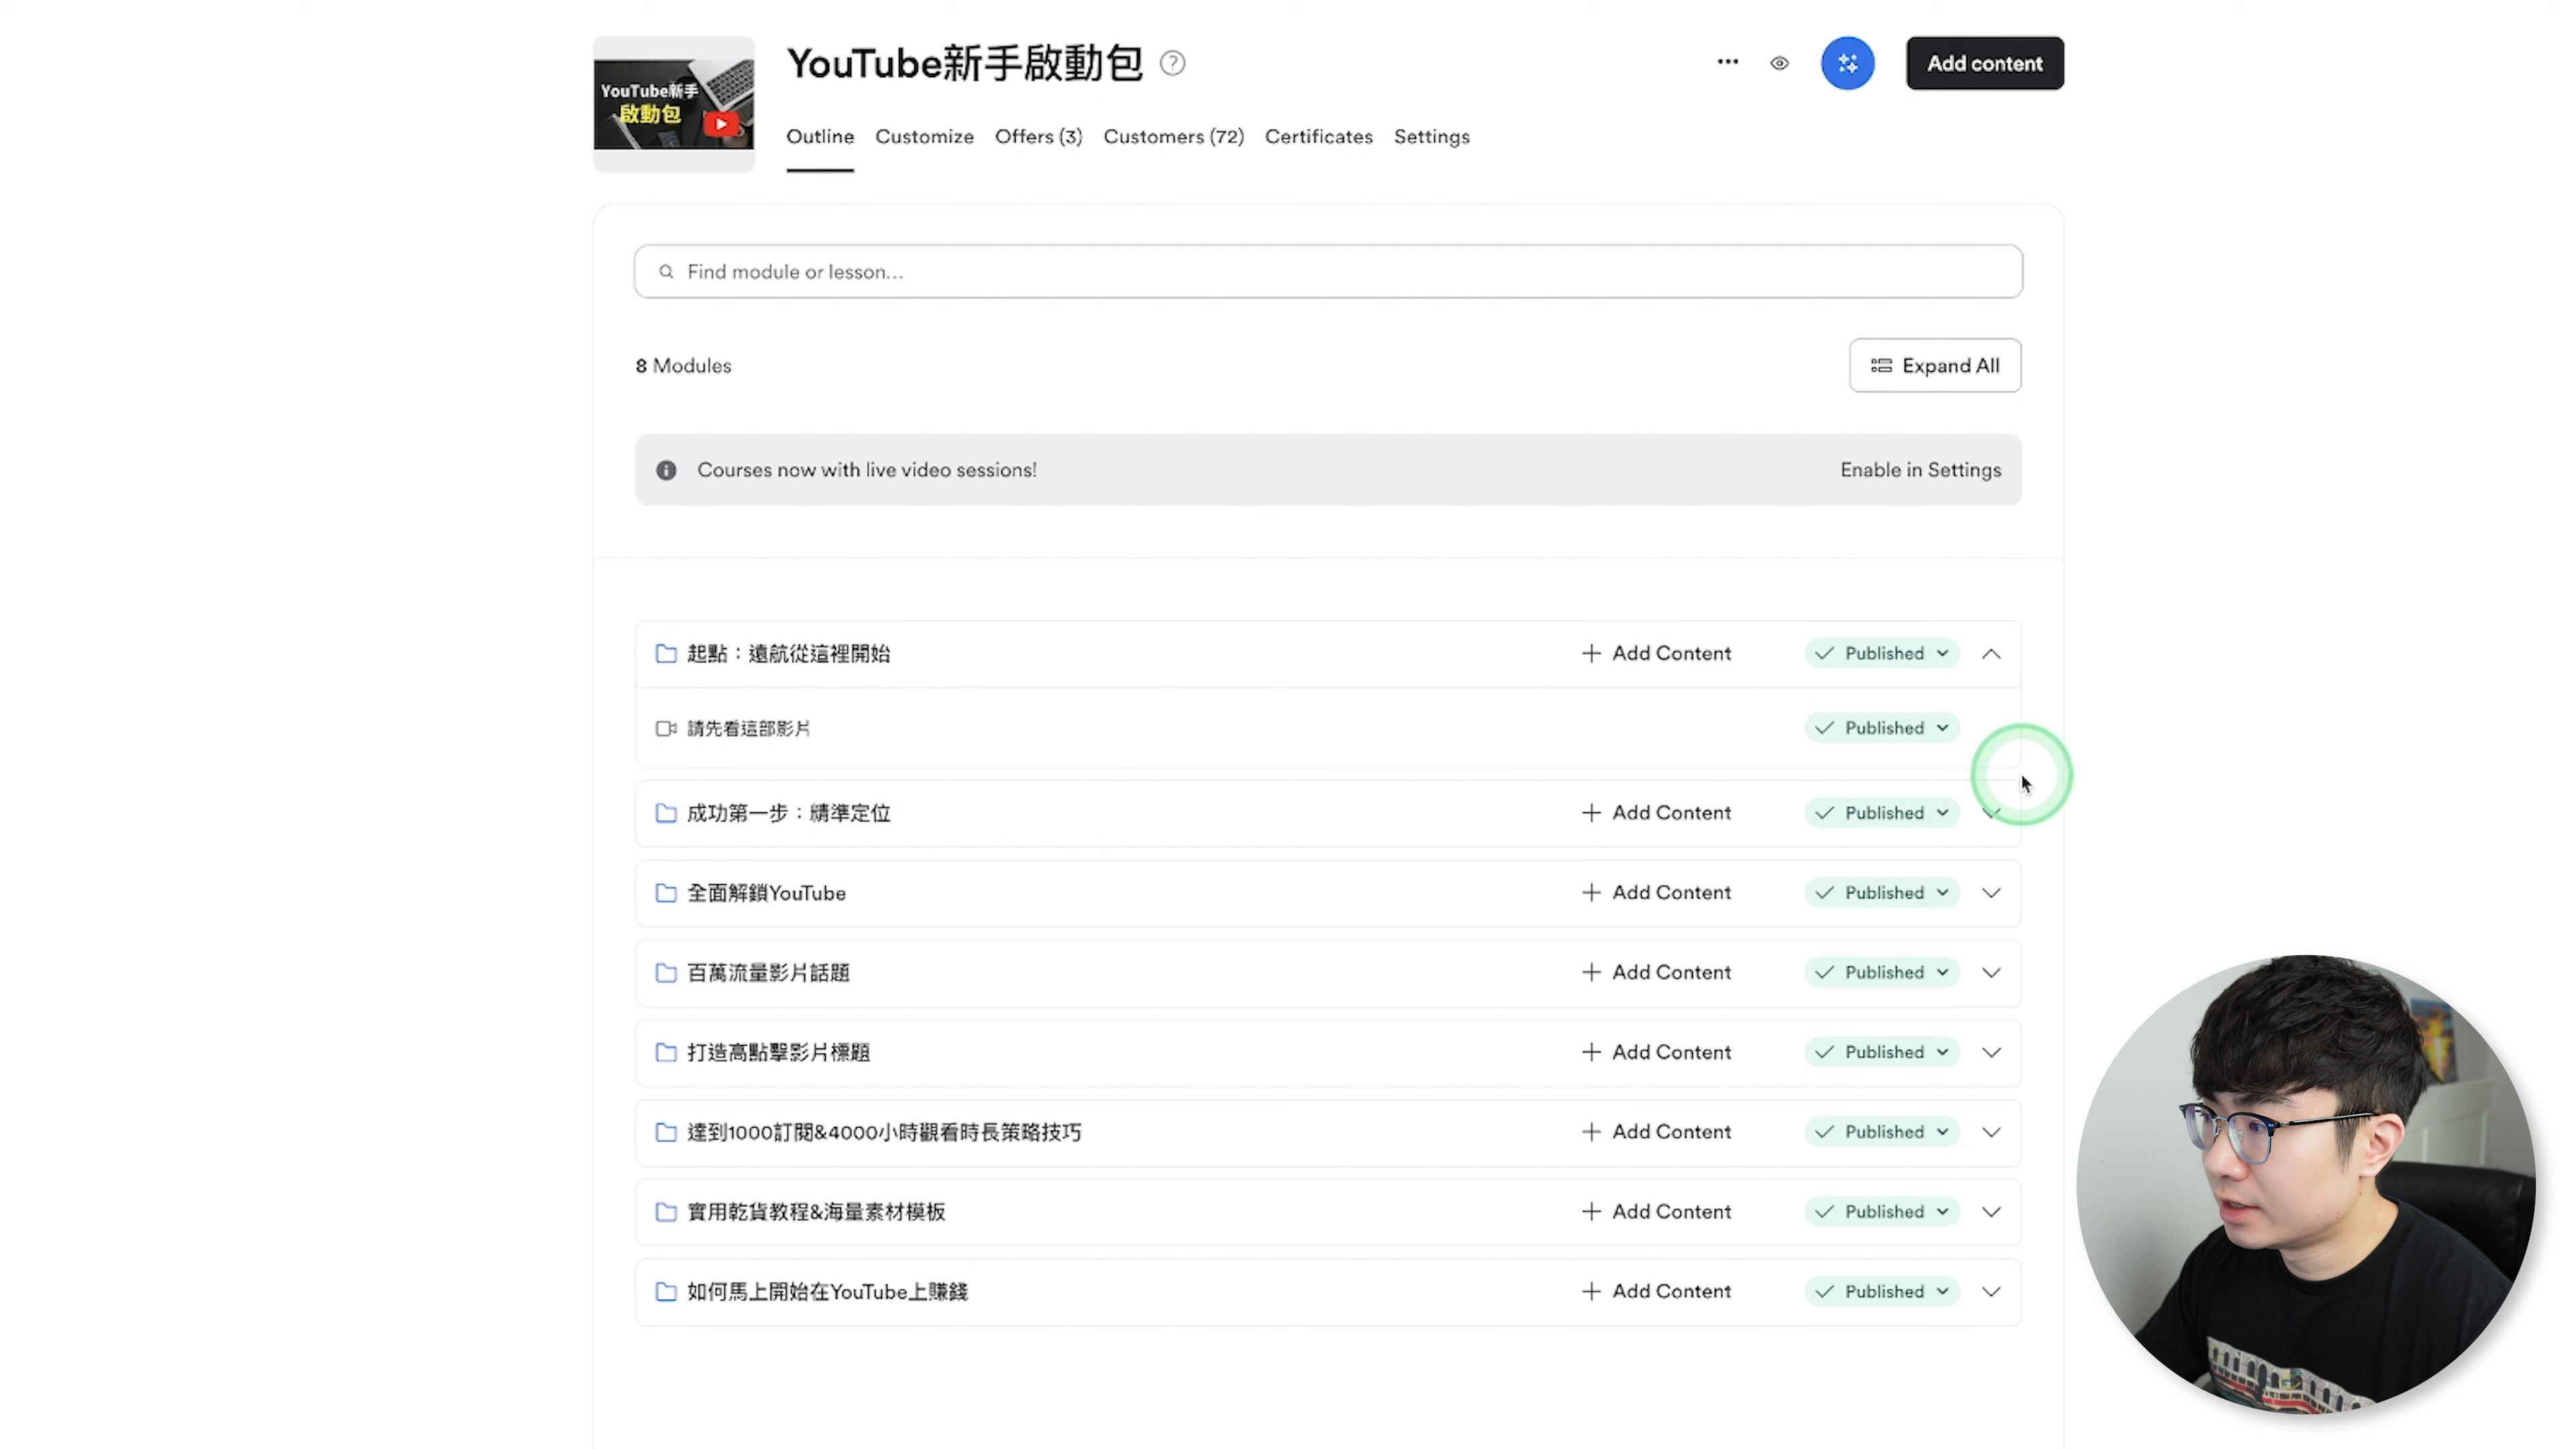 YouTube新手啟動包
YouTube新手
啟動包
Add content
Outline Customize Offers (3) Customers (72) Certificates Settings
Find module or lesson...
8 Modules
Expand All
Courses now with live video sessions!
Enable in Settings
起點：遠航從這裡開始 Add Content Published
請先看這部影片 Published
成功第一步：精準定位 Add Content Published
全面解鎖YouTube Add Content Published
百萬流量影片話題 Add Content Published
打造高點擊影片標題 Add Content Published
達到1000訂閱&4000小時觀看時長策略技巧 Add Content Published
實用乾貨教程&海量素材模板 Add Content Published
如何馬上開始在YouTube上賺錢 Add Content Published